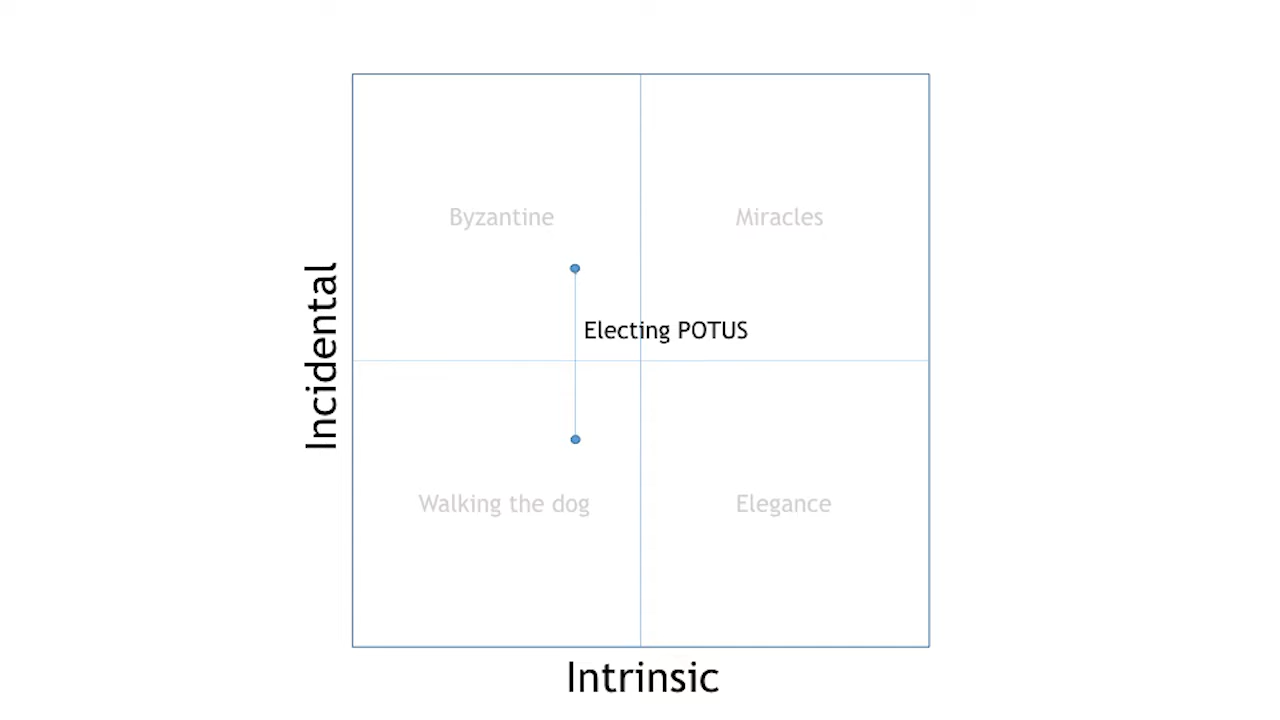 Byzantine
Miracles
Incidental
Electing POTUS
Walking the dog
Elegance
Intrinsic